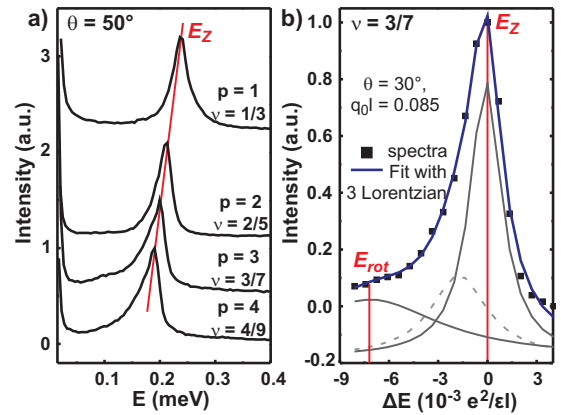 a) θ = 50°
E_Z
p = 1
ν = 1/3
p = 2
ν = 2/5
p = 3
ν = 3/7
p = 4
ν = 4/9
Intensity (a.u.)
3
2
1
0
0.1 0.2 0.3 0.4
E (meV)
b) ν = 3/7
E_Z
θ = 30°,
q₀l = 0.085
spectra
Fit with
3 Lorentzian
E_rot
Intensity (a.u.)
1.0
0.8
0.6
0.4
0.2
0.0
-0.2
-9 -6 -3 0 3
ΔE (10⁻³ e²/εl)